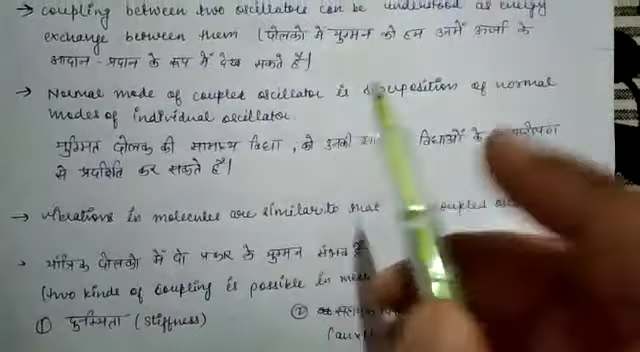 → coupling between two oscillators can be understood as energy
exchange between them (दोलको में युग्मन को हम उनमें ऊर्जा के
आदान-प्रदान के रूप में देख सकते है।)
→ Normal mode of coupled oscillator is of normal
modes of individual oscillator.
युग्मित दोलक की सामान्य विधा, को उनकी विधाओं के
से प्रदर्शित कर सकते है।
→ vibrations in molecules are similar to that coupled
→ यांत्रिक दोलको में दो प्रकार के युग्मन संभव है
(two kinds of coupling is possible in
① दुर्नम्यता (stiffness) ②